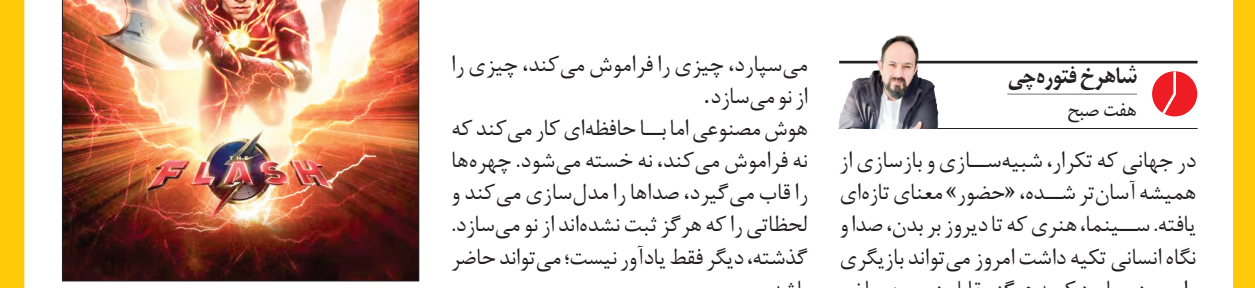 شاهرخ فتوره‌چی
هفت صبح
در جهانی که تکرار، شبیه‌ســازی و بازسازی از
همیشه آسان‌تر شــده، «حضور» معنای تازه‌ای
یافته. ســینما، هنری که تا دیروز بر بدن، صدا و
نگاه انسانی تکیه داشت امروز می‌تواند بازیگری
می‌سپارد، چیزی را فراموش می‌کند، چیزی را
از نو می‌سازد.
هوش مصنوعی اما بــا حافظه‌ای کار می‌کند که
نه فراموش می‌کند، نه خسته می‌شود. چهره‌ها
را قاب می‌گیرد، صداها را مدل‌سازی می‌کند و
لحظاتی را که هرگز ثبت نشده‌اند از نو می‌سازد.
گذشته، دیگر فقط یادآور نیست؛ می‌تواند حاضر
THE
FLASH